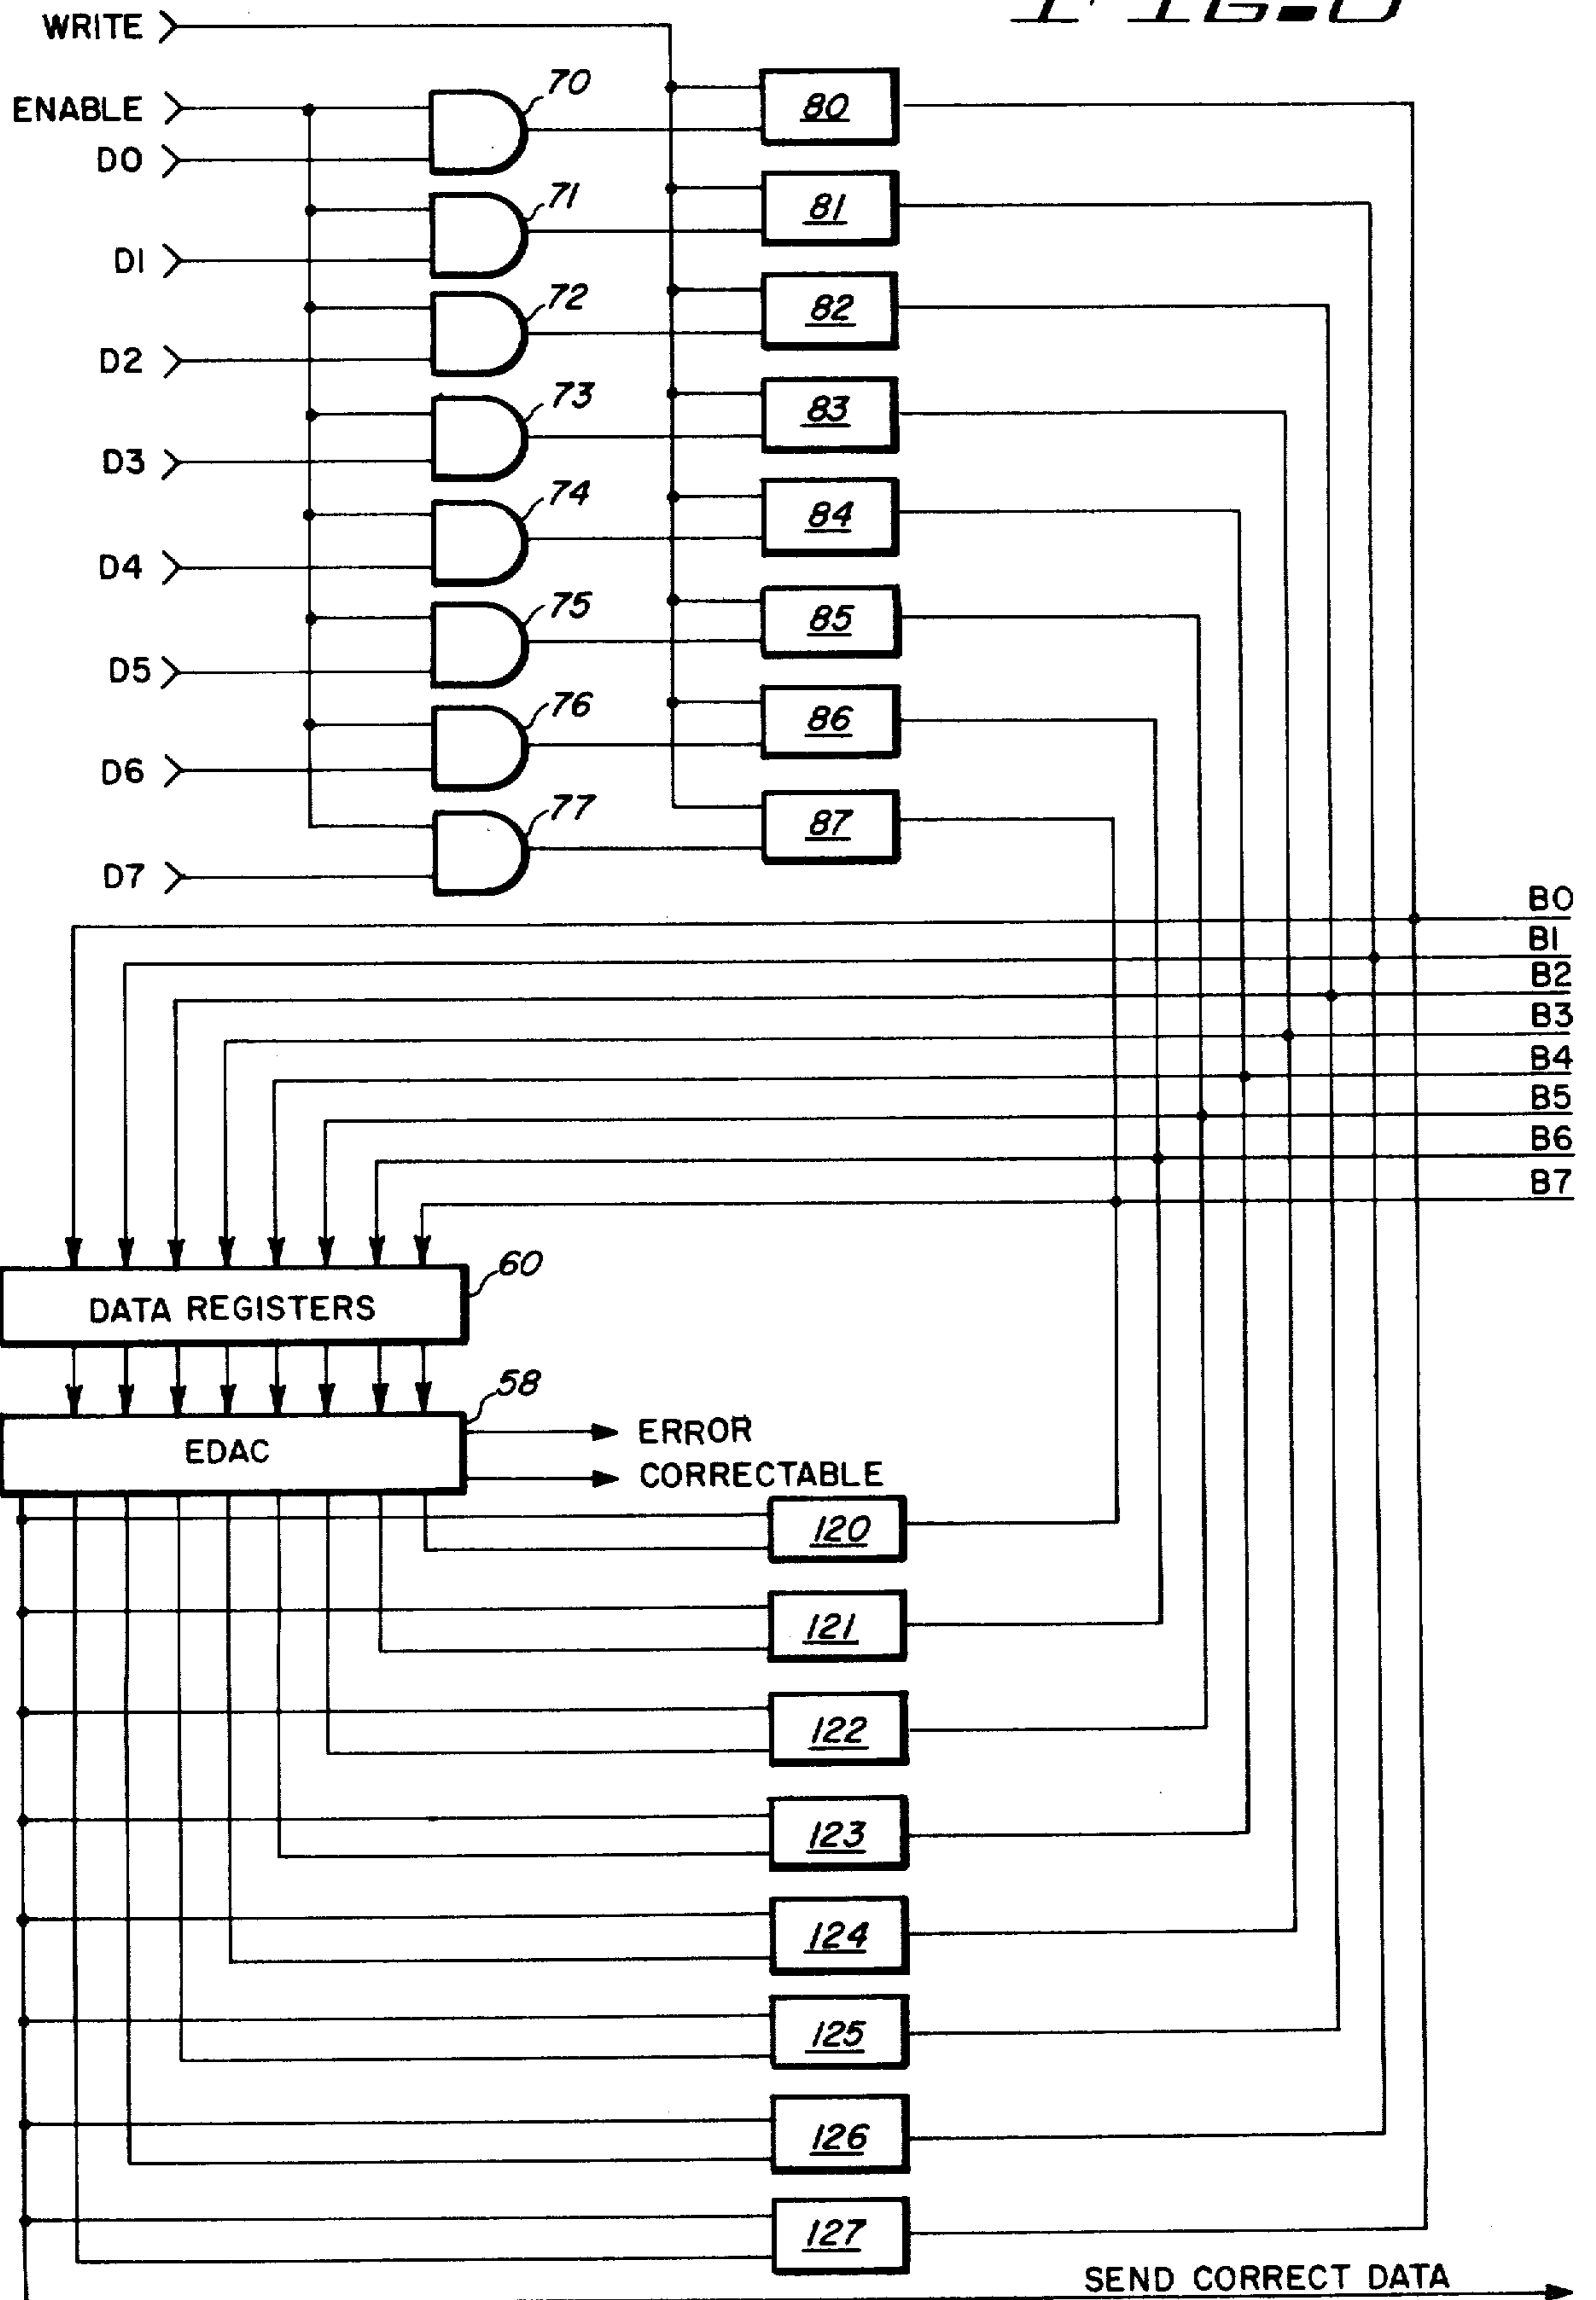 WRITE
ENABLE
D0
D1
D2
D3
D4
D5
D6
D7
70
71
72
73
74
75
76
77
80
81
82
83
84
85
86
87
B0
B1
B2
B3
B4
B5
B6
B7
60
DATA REGISTERS
58
EDAC
ERROR
CORRECTABLE
120
121
122
123
124
125
126
127
SEND CORRECT DATA